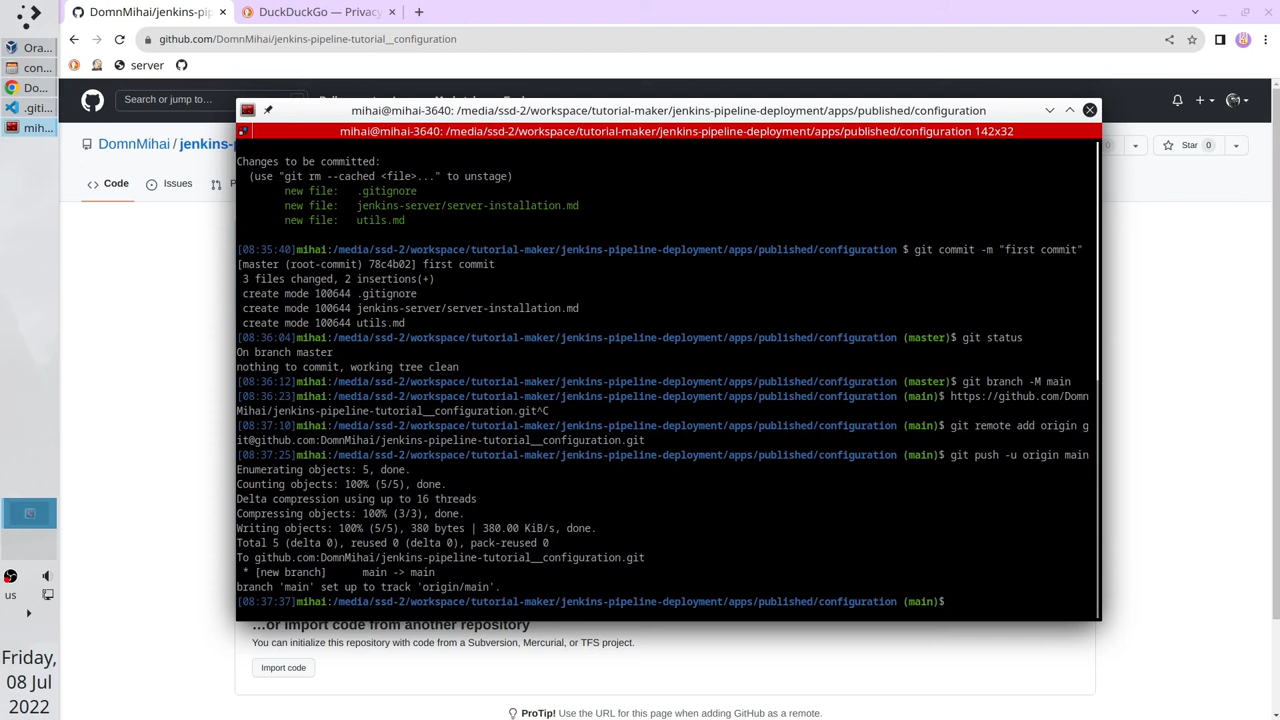 DomnMihai/jenkins-pip
DuckDuckGo — Privacy
github.com/DomnMihai/jenkins-pipeline-tutorial__configuration
server
Ora...
con...
Do...
.giti...
mih...
Search or jump to...
mihai@mihai-3640: /media/ssd-2/workspace/tutorial-maker/jenkins-pipeline-deployment/apps/published/configuration
mihai@mihai-3640: /media/ssd-2/workspace/tutorial-maker/jenkins-pipeline-deployment/apps/published/configuration 142x32
DomnMihai / jenkins-p
0
Star 0
Code
Issues
P
Changes to be committed:
(use "git rm --cached <file>..." to unstage)
new file: .gitignore
new file: jenkins-server/server-installation.md
new file: utils.md
[08:35:40]mihai:/media/ssd-2/workspace/tutorial-maker/jenkins-pipeline-deployment/apps/published/configuration $ git commit -m "first commit"
[master (root-commit) 78c4b02] first commit
3 files changed, 2 insertions(+)
create mode 100644 .gitignore
create mode 100644 jenkins-server/server-installation.md
create mode 100644 utils.md
[08:36:04]mihai:/media/ssd-2/workspace/tutorial-maker/jenkins-pipeline-deployment/apps/published/configuration (master)$ git status
On branch master
nothing to commit, working tree clean
[08:36:12]mihai:/media/ssd-2/workspace/tutorial-maker/jenkins-pipeline-deployment/apps/published/configuration (master)$ git branch -M main
[08:36:23]mihai:/media/ssd-2/workspace/tutorial-maker/jenkins-pipeline-deployment/apps/published/configuration (main)$ https://github.com/Domn
Mihai/jenkins-pipeline-tutorial__configuration.git^C
[08:37:10]mihai:/media/ssd-2/workspace/tutorial-maker/jenkins-pipeline-deployment/apps/published/configuration (main)$ git remote add origin g
it@github.com:DomnMihai/jenkins-pipeline-tutorial__configuration.git
[08:37:25]mihai:/media/ssd-2/workspace/tutorial-maker/jenkins-pipeline-deployment/apps/published/configuration (main)$ git push -u origin main
Enumerating objects: 5, done.
Counting objects: 100% (5/5), done.
Delta compression using up to 16 threads
Compressing objects: 100% (3/3), done.
Writing objects: 100% (5/5), 380 bytes | 380.00 KiB/s, done.
Total 5 (delta 0), reused 0 (delta 0), pack-reused 0
To github.com:DomnMihai/jenkins-pipeline-tutorial__configuration.git
* [new branch] main -> main
branch 'main' set up to track 'origin/main'.
[08:37:37]mihai:/media/ssd-2/workspace/tutorial-maker/jenkins-pipeline-deployment/apps/published/configuration (main)$
us
...or import code from another repository
You can initialize this repository with code from a Subversion, Mercurial, or TFS project.
Import code
ProTip! Use the URL for this page when adding GitHub as a remote.
Friday,
08 Jul
2022